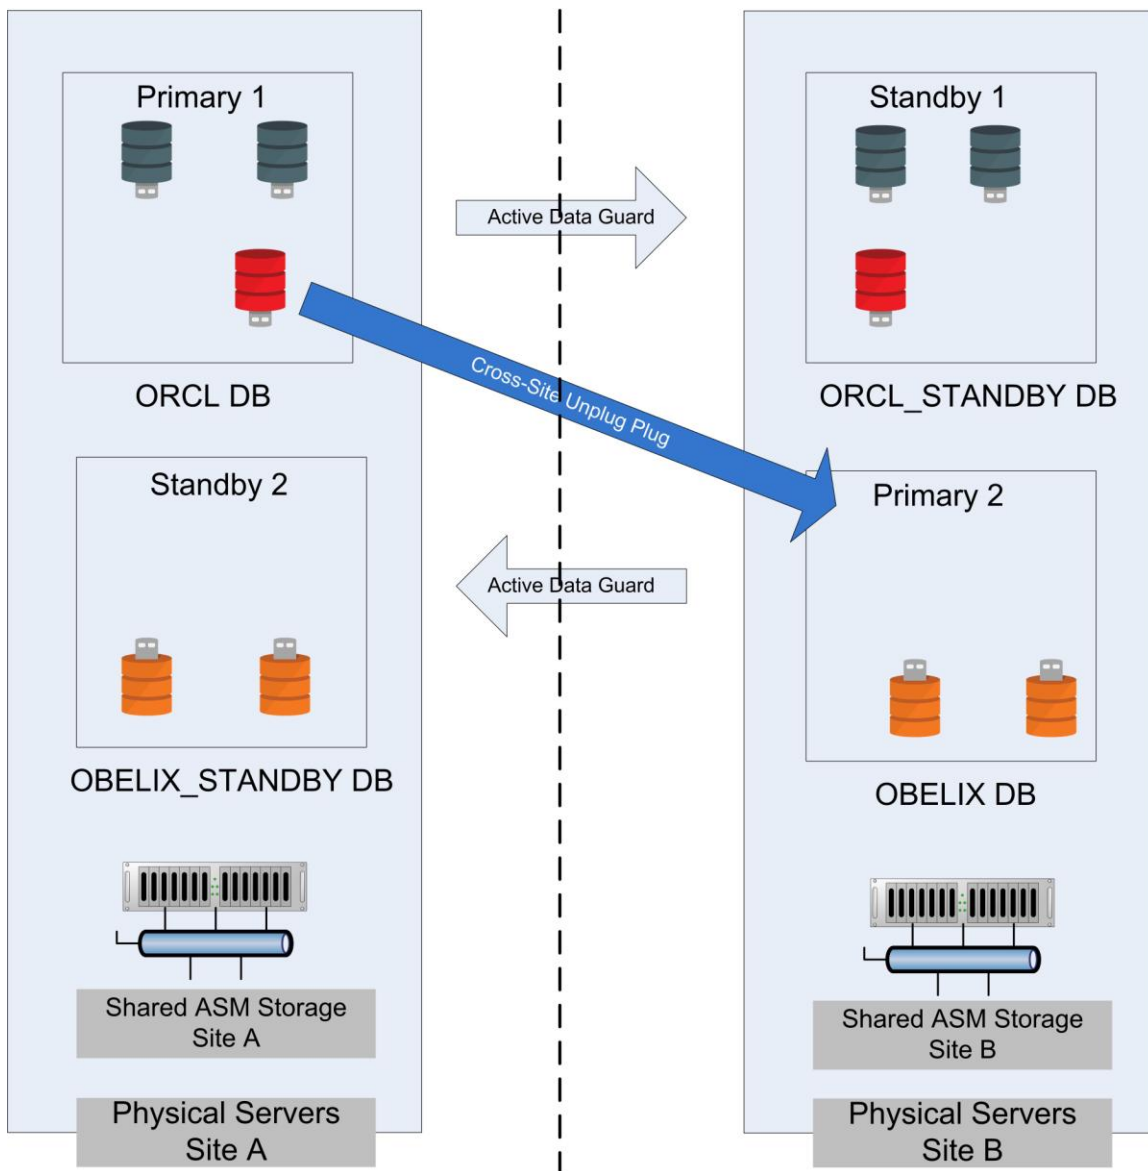 Primary 1
ORCL DB
Standby 2
OBELIX_STANDBY DB
Shared ASM Storage
Site A
Physical Servers
Site A
Active Data Guard
Cross-Site Unplug Plug
Active Data Guard
Standby 1
ORCL_STANDBY DB
Primary 2
OBELIX DB
Shared ASM Storage
Site B
Physical Servers
Site B